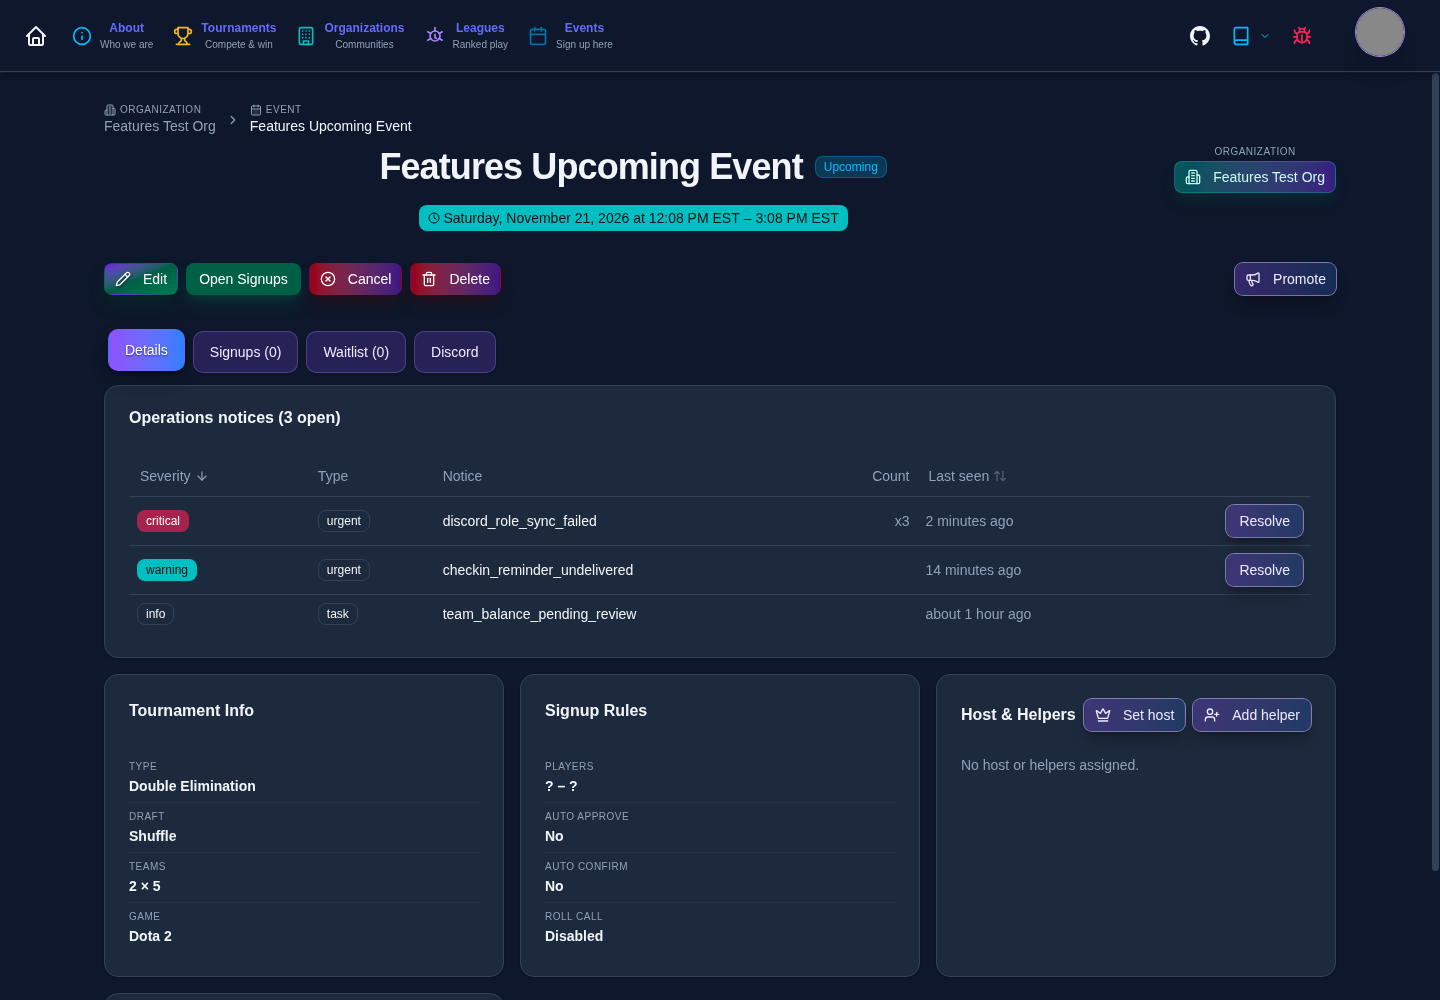 About
Who we are
Tournaments
Compete & win
Organizations
Communities
Leagues
Ranked play
Events
Sign up here
ORGANIZATION
Features Test Org
EVENT
Features Upcoming Event
Features Upcoming Event
Upcoming
Saturday, November 21, 2026 at 12:08 PM EST – 3:08 PM EST
ORGANIZATION
Features Test Org
Edit
Open Signups
Cancel
Delete
Promote
Details
Signups (0)
Waitlist (0)
Discord
Operations notices (3 open)
Severity Type Notice Count Last seen
critical urgent discord_role_sync_failed x3 2 minutes ago Resolve
warning urgent checkin_reminder_undelivered 14 minutes ago Resolve
info task team_balance_pending_review about 1 hour ago
Tournament Info
TYPE
Double Elimination
DRAFT
Shuffle
TEAMS
2 × 5
GAME
Dota 2
Signup Rules
PLAYERS
? – ?
AUTO APPROVE
No
AUTO CONFIRM
No
ROLL CALL
Disabled
Host & Helpers
Set host
Add helper
No host or helpers assigned.